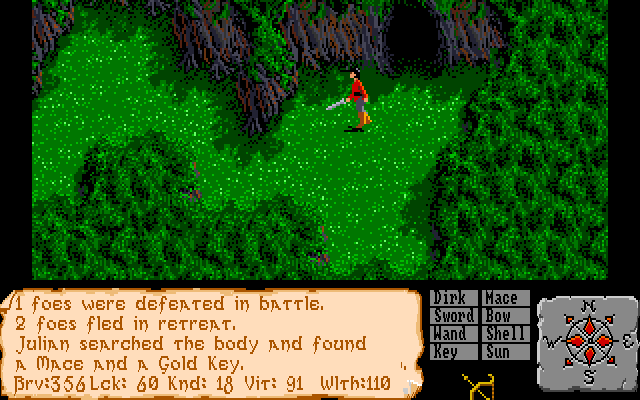 1 foes were defeated in battle.
2 foes fled in retreat.
Julian searched the body and found
a Mace and a Gold Key.
Brv:356 Lck: 60 Knd: 18 Vit: 91 Wlth:110
Dirk Mace
Sword Bow
Wand Shell
Key Sun
N
W E
S